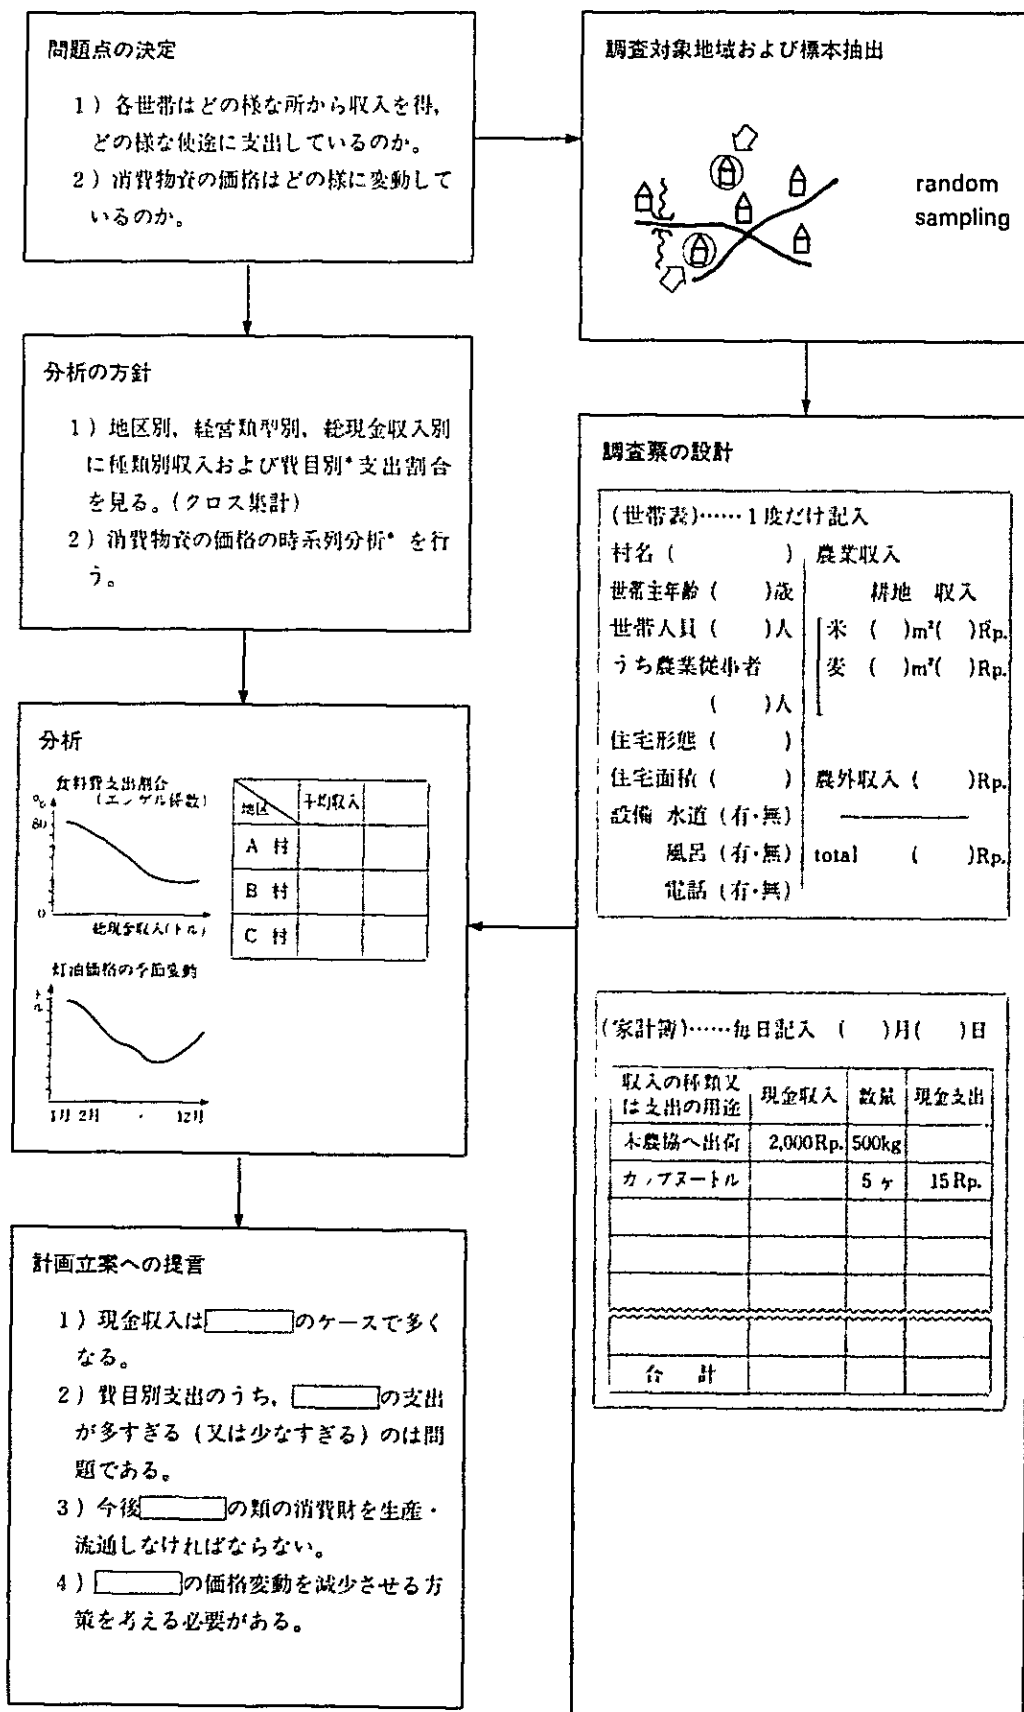 問題点の決定
1）各世帯はどの様な所から収入を得，
どの様な使途に支出しているのか。
2）消費物資の価格はどの様に変動して
いるのか。
調査対象地域および標本抽出
random
sampling
分析の方針
1）地区別，経営類型別，総現金収入別
に種類別収入および費目別*支出割合
を見る。(クロス集計)
2）消費物資の価格の時系列分析*を行
う。
調査票の設計
(世帯表)……1度だけ記入
村名 (　　)
世帯主年齢 (　　)歳
世帯人員 (　　)人
うち農業従事者
(　　)人
住宅形態 (　　)
住宅面積 (　　)
設備 水道 (有・無)
風呂 (有・無)
電話 (有・無)
農業収入
耕地 収入
米 (　　)m²(　　)Rp.
麦 (　　)m²(　　)Rp.
農外収入 (　　)Rp.
total (　　)Rp.
分析
食料費支出割合
(エンゲル係数)
%
80
0
総現金収入(トル)
地区 平均収入
A 村
B 村
C 村
灯油価格の季節変動
トル
1月 2月 ・ 12月
(家計簿)……毎日記入 (　　)月(　　)日
収入の種類又
は支出の用途 現金収入 数量 現金支出
米農協へ出荷 2,000Rp. 500kg
カップヌードル 5ヶ 15Rp.
合 計
計画立案への提言
1）現金収入は のケースで多く
なる。
2）費目別支出のうち， の支出
が多すぎる（又は少なすぎる）のは問
題である。
3）今後 の類の消費財を生産・
流通しなければならない。
4） の価格変動を減少させる方
策を考える必要がある。